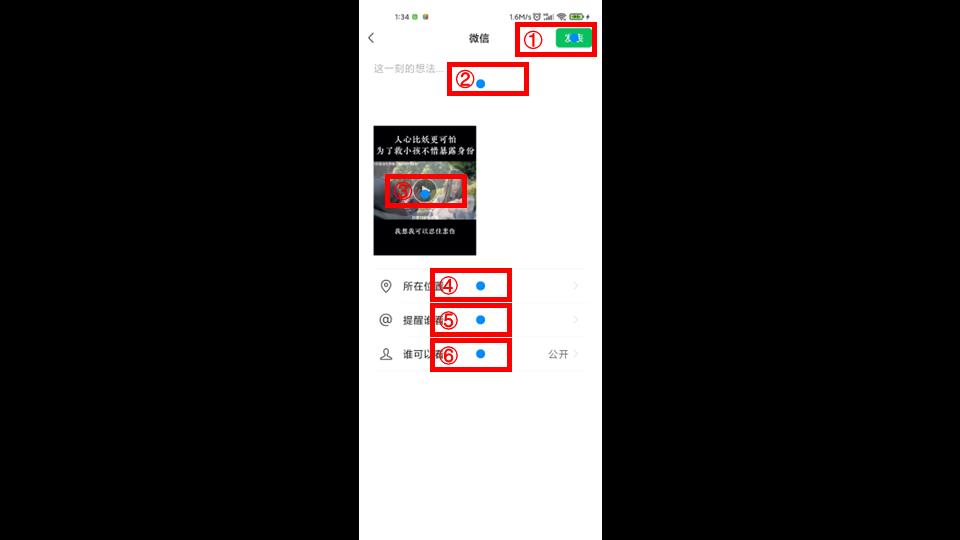 1:34 1.6M/s
微信
①
这一刻的想法...
②
人心比妖更可怕
为了救小孩不惜暴露身份
③
我想我可以忍住悲伤
所在位置
④
提醒谁看
⑤
谁可以看
⑥
公开